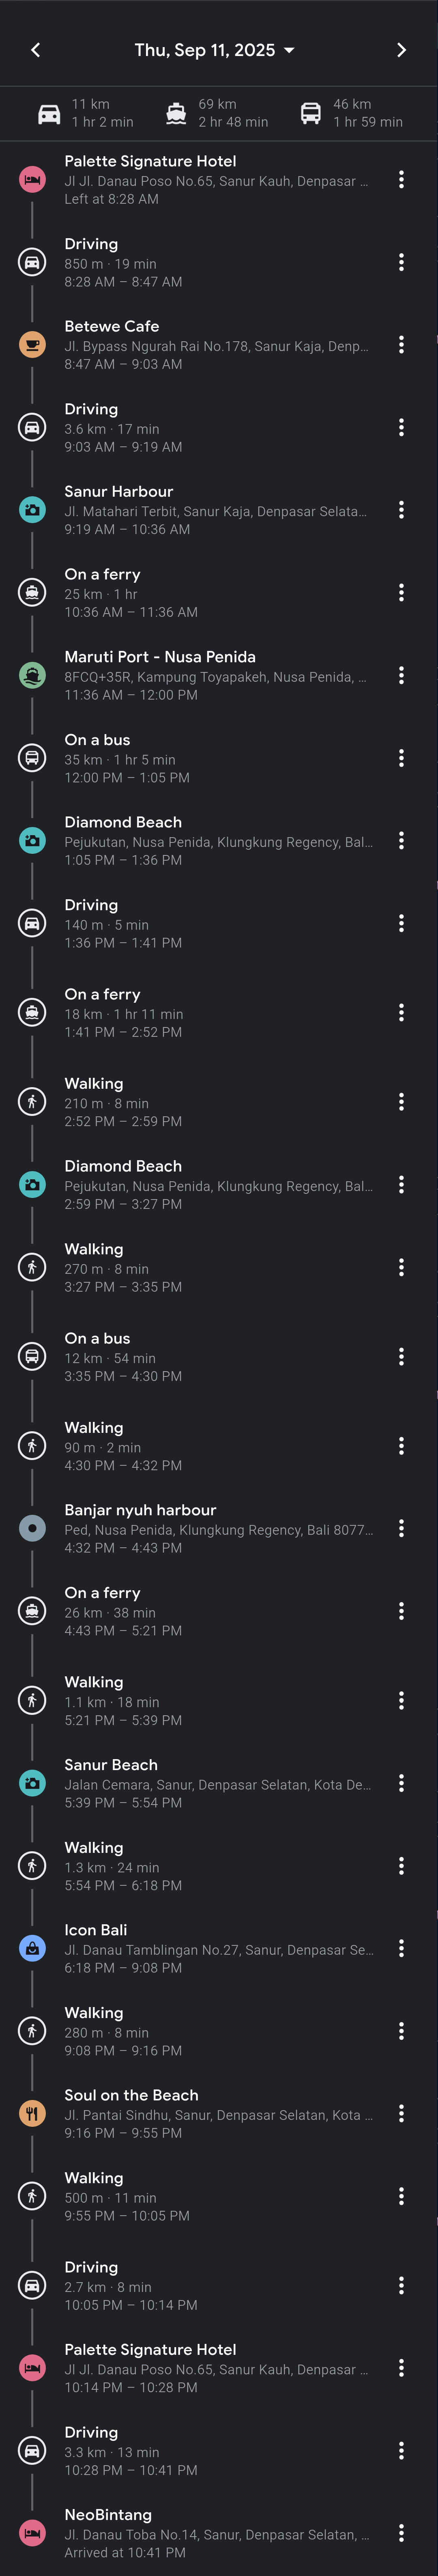 Thu, Sep 11, 2025
11 km
1 hr 2 min
69 km
2 hr 48 min
46 km
1 hr 59 min
Palette Signature Hotel
Jl Jl. Danau Poso No.65, Sanur Kauh, Denpasar ...
Left at 8:28 AM
Driving
850 m · 19 min
8:28 AM – 8:47 AM
Betewe Cafe
Jl. Bypass Ngurah Rai No.178, Sanur Kaja, Denp...
8:47 AM – 9:03 AM
Driving
3.6 km · 17 min
9:03 AM – 9:19 AM
Sanur Harbour
Jl. Matahari Terbit, Sanur Kaja, Denpasar Selata...
9:19 AM – 10:36 AM
On a ferry
25 km · 1 hr
10:36 AM – 11:36 AM
Maruti Port - Nusa Penida
8FCQ+35R, Kampung Toyapakeh, Nusa Penida, ...
11:36 AM – 12:00 PM
On a bus
35 km · 1 hr 5 min
12:00 PM – 1:05 PM
Diamond Beach
Pejukutan, Nusa Penida, Klungkung Regency, Bal...
1:05 PM – 1:36 PM
Driving
140 m · 5 min
1:36 PM – 1:41 PM
On a ferry
18 km · 1 hr 11 min
1:41 PM – 2:52 PM
Walking
210 m · 8 min
2:52 PM – 2:59 PM
Diamond Beach
Pejukutan, Nusa Penida, Klungkung Regency, Bal...
2:59 PM – 3:27 PM
Walking
270 m · 8 min
3:27 PM – 3:35 PM
On a bus
12 km · 54 min
3:35 PM – 4:30 PM
Walking
90 m · 2 min
4:30 PM – 4:32 PM
Banjar nyuh harbour
Ped, Nusa Penida, Klungkung Regency, Bali 8077...
4:32 PM – 4:43 PM
On a ferry
26 km · 38 min
4:43 PM – 5:21 PM
Walking
1.1 km · 18 min
5:21 PM – 5:39 PM
Sanur Beach
Jalan Cemara, Sanur, Denpasar Selatan, Kota De...
5:39 PM – 5:54 PM
Walking
1.3 km · 24 min
5:54 PM – 6:18 PM
Icon Bali
Jl. Danau Tamblingan No.27, Sanur, Denpasar Se...
6:18 PM – 9:08 PM
Walking
280 m · 8 min
9:08 PM – 9:16 PM
Soul on the Beach
Jl. Pantai Sindhu, Sanur, Denpasar Selatan, Kota ...
9:16 PM – 9:55 PM
Walking
500 m · 11 min
9:55 PM – 10:05 PM
Driving
2.7 km · 8 min
10:05 PM – 10:14 PM
Palette Signature Hotel
Jl Jl. Danau Poso No.65, Sanur Kauh, Denpasar ...
10:14 PM – 10:28 PM
Driving
3.3 km · 13 min
10:28 PM – 10:41 PM
NeoBintang
Jl. Danau Toba No.14, Sanur, Denpasar Selatan, ...
Arrived at 10:41 PM